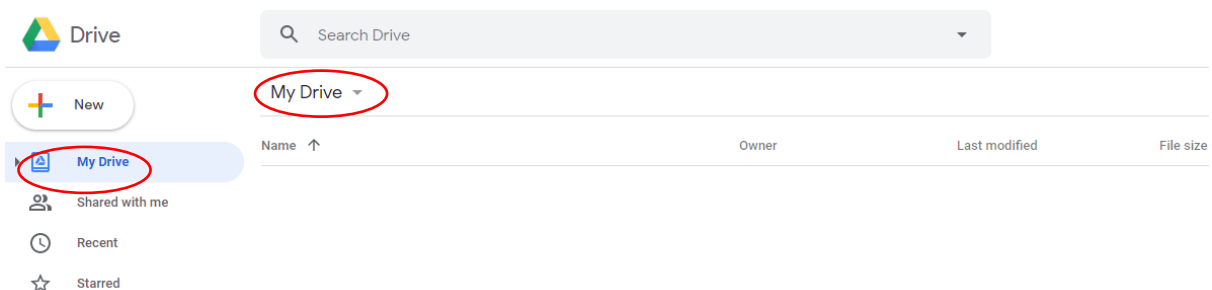 Drive
Search Drive
New
My Drive
Shared with me
Recent
Starred
My Drive
Name Owner Last modified File size